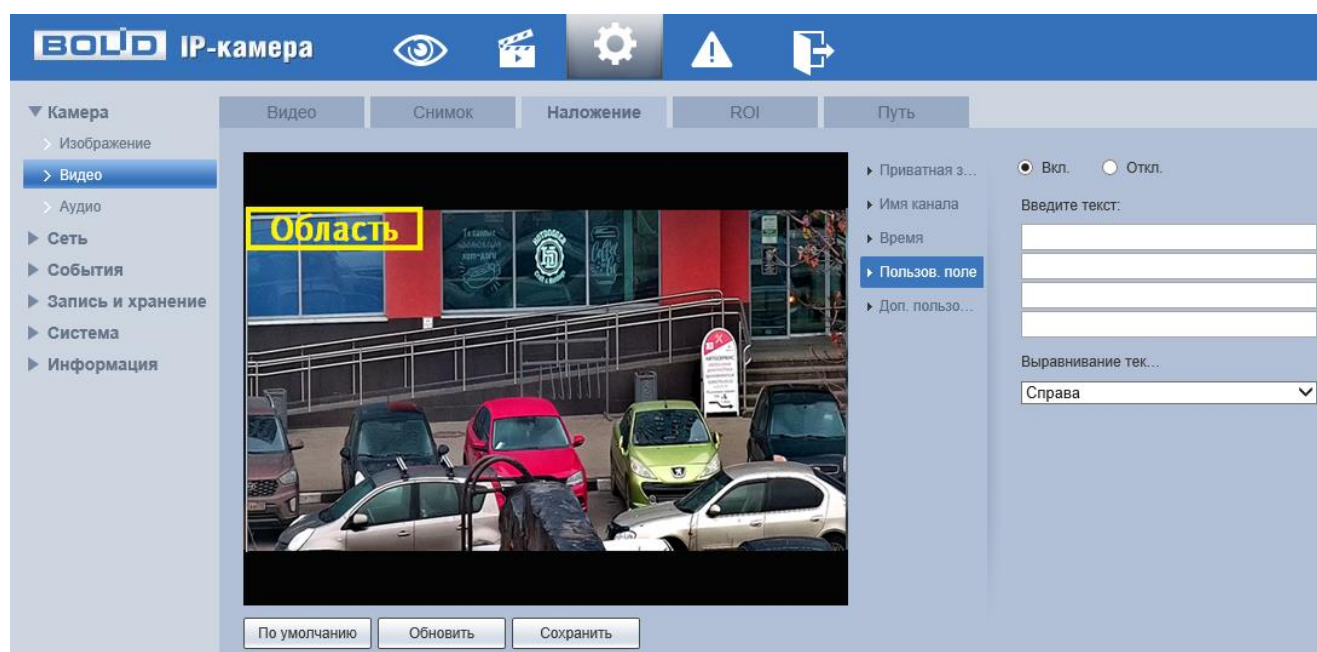 BOLID IP-камера
Камера
Изображение
Видео
Аудио
Сеть
События
Запись и хранение
Система
Информация
Видео Снимок Наложение ROI Путь
Область
Приватная з...
Имя канала
Время
Пользов. поле
Доп. пользо...
Вкл. Откл.
Введите текст:
Выравнивание тек...
Справа
По умолчанию Обновить Сохранить